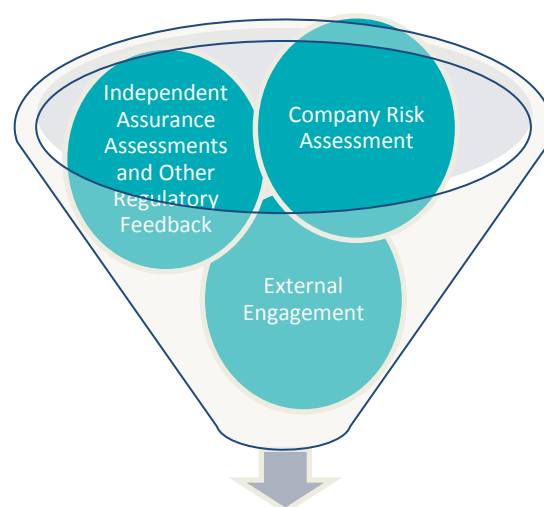 Independent
Assurance
Assessments
and Other
Regulatory
Feedback
Company Risk
Assessment
External
Engagement